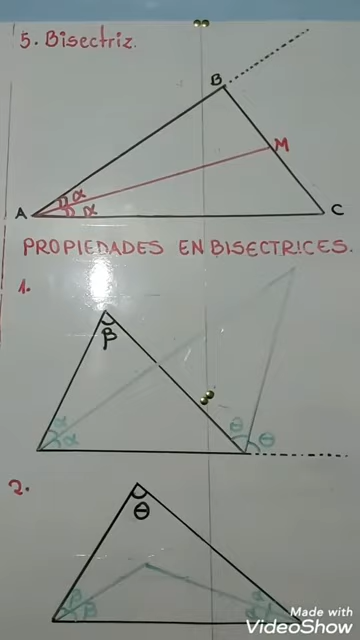 5. Bisectriz.
B
α
M
A
α
C
PROPIEDADES EN BISECTRICES.
1.
β
α
α
θ
θ
2.
θ
β
β
α
Made with
VideoShow